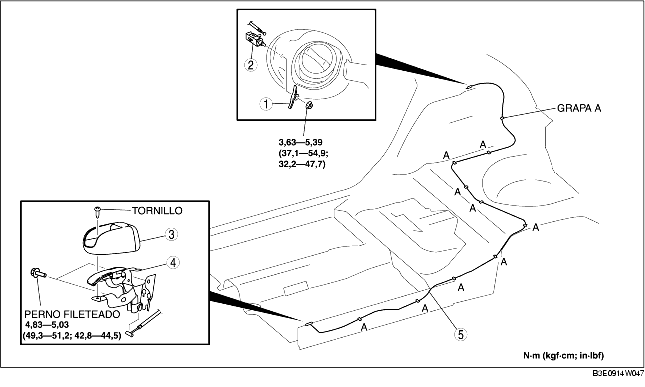 2
1
3,63—5,39
(37,1—54,9;
32,2—47,7)
GRAPA A
A
A
A
A
A
A
A
A
A
TORNILLO
3
4
PERNO FILETEADO
4,83—5,03
(49,3—51,2; 42,8—44,5)
5
N·m (kgf·cm; in·lbf)
B3E0914W047